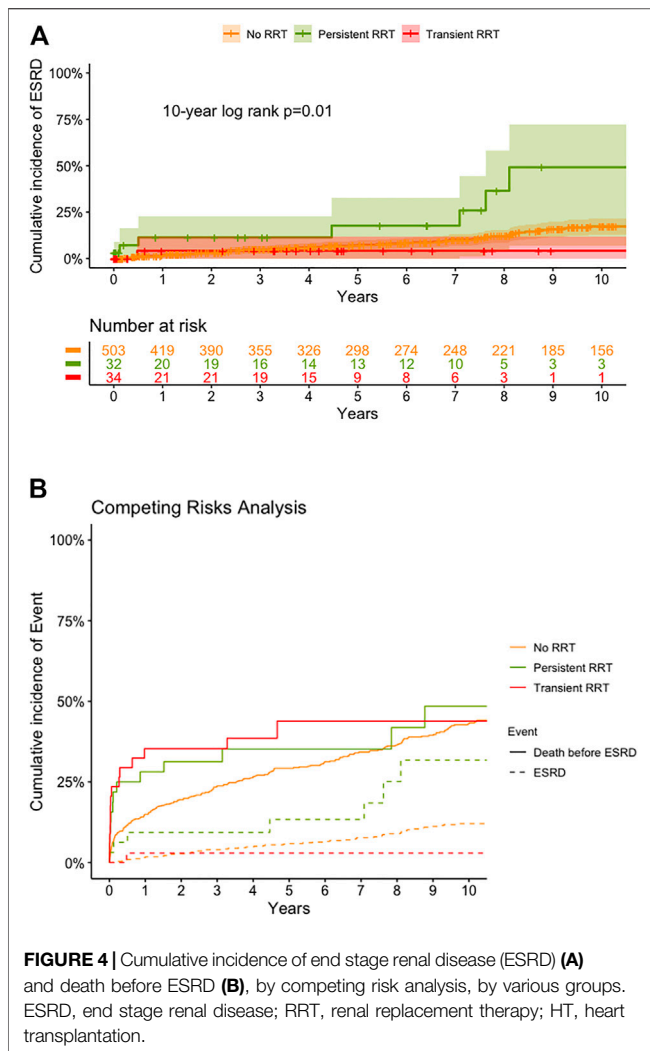 A
No RRT Persistent RRT Transient RRT
100%
75%
50%
25%
0%
Cumulative incidence of ESRD
10-year log rank p=0.01
0 1 2 3 4 5 6 7 8 9 10
Years
Number at risk
503 419 390 355 326 298 274 248 221 185 156
32 20 19 16 14 13 12 10 5 3 3
34 21 21 19 15 9 8 6 3 1 1
0 1 2 3 4 5 6 7 8 9 10
Years
B
Competing Risks Analysis
100%
75%
50%
25%
0%
Cumulative Incidence of Event
No RRT
Persistent RRT
Transient RRT
Event
Death before ESRD
ESRD
0 1 2 3 4 5 6 7 8 9 10
Years
FIGURE 4 | Cumulative incidence of end stage renal disease (ESRD) (A)
and death before ESRD (B), by competing risk analysis, by various groups.
ESRD, end stage renal disease; RRT, renal replacement therapy; HT, heart
transplantation.